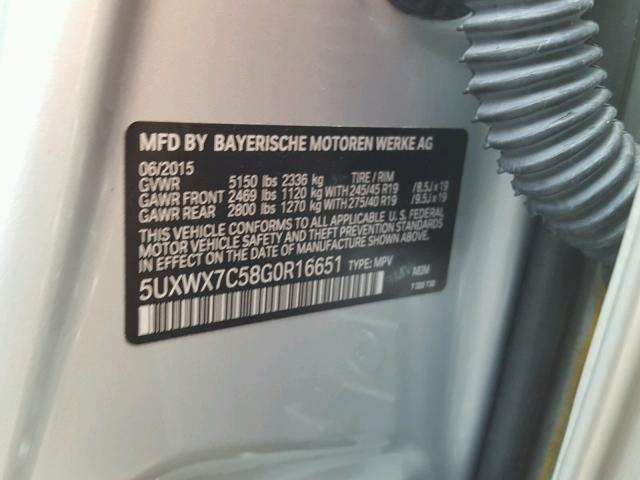 MFD BY BAYERISCHE MOTOREN WERKE AG
06/2015 TIRE / RIM
GVWR 5150 lbs 2336 kg
GAWR FRONT 2469 lbs 1120 kg WITH 245/45 R19 / 8.5J x 19
GAWR REAR 2800 lbs 1270 kg WITH 275/40 R19 / 9.5J x 19
THIS VEHICLE CONFORMS TO ALL APPLICABLE U.S. FEDERAL
MOTOR VEHICLE SAFETY STANDARDS IN EFFECT ON THE
DATE OF MANUFACTURE SHOWN ABOVE.
5UXWX7C58G0R16651 TYPE: MPV